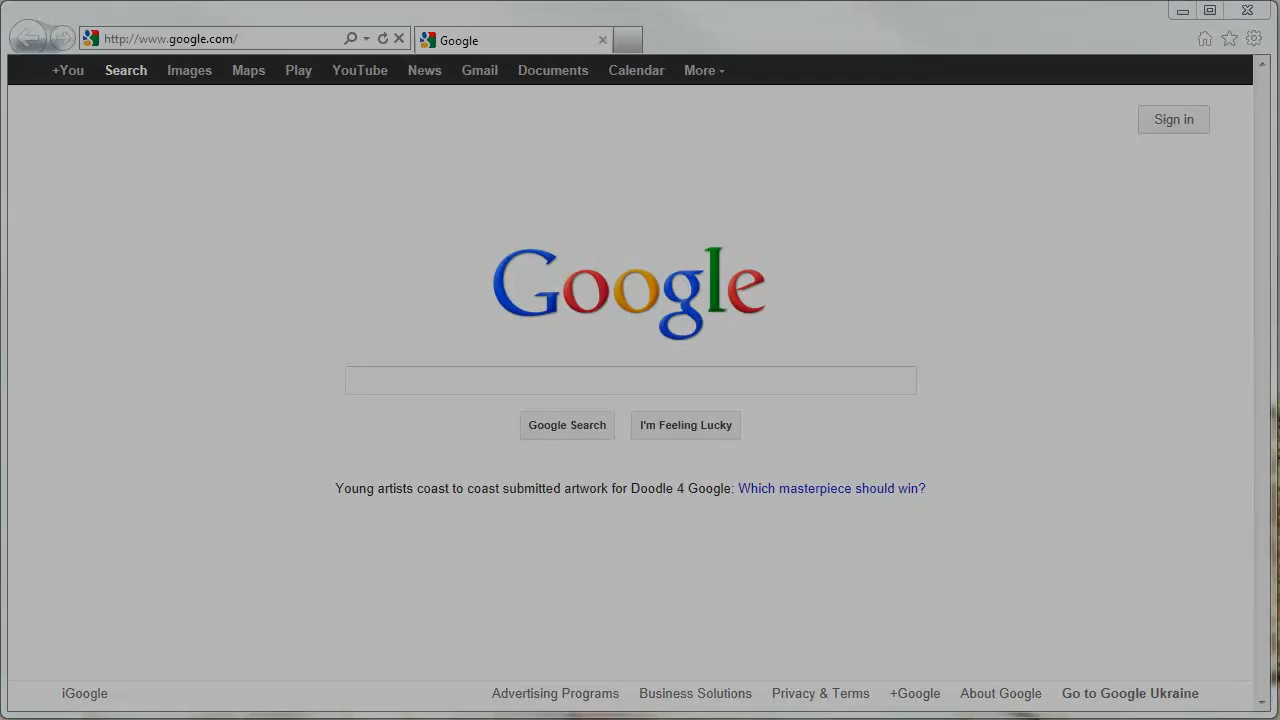 http://www.google.com/
Google
+You Search Images Maps Play YouTube News Gmail Documents Calendar More
Sign in
Google
Google Search I'm Feeling Lucky
Young artists coast to coast submitted artwork for Doodle 4 Google: Which masterpiece should win?
iGoogle Advertising Programs Business Solutions Privacy & Terms +Google About Google Go to Google Ukraine